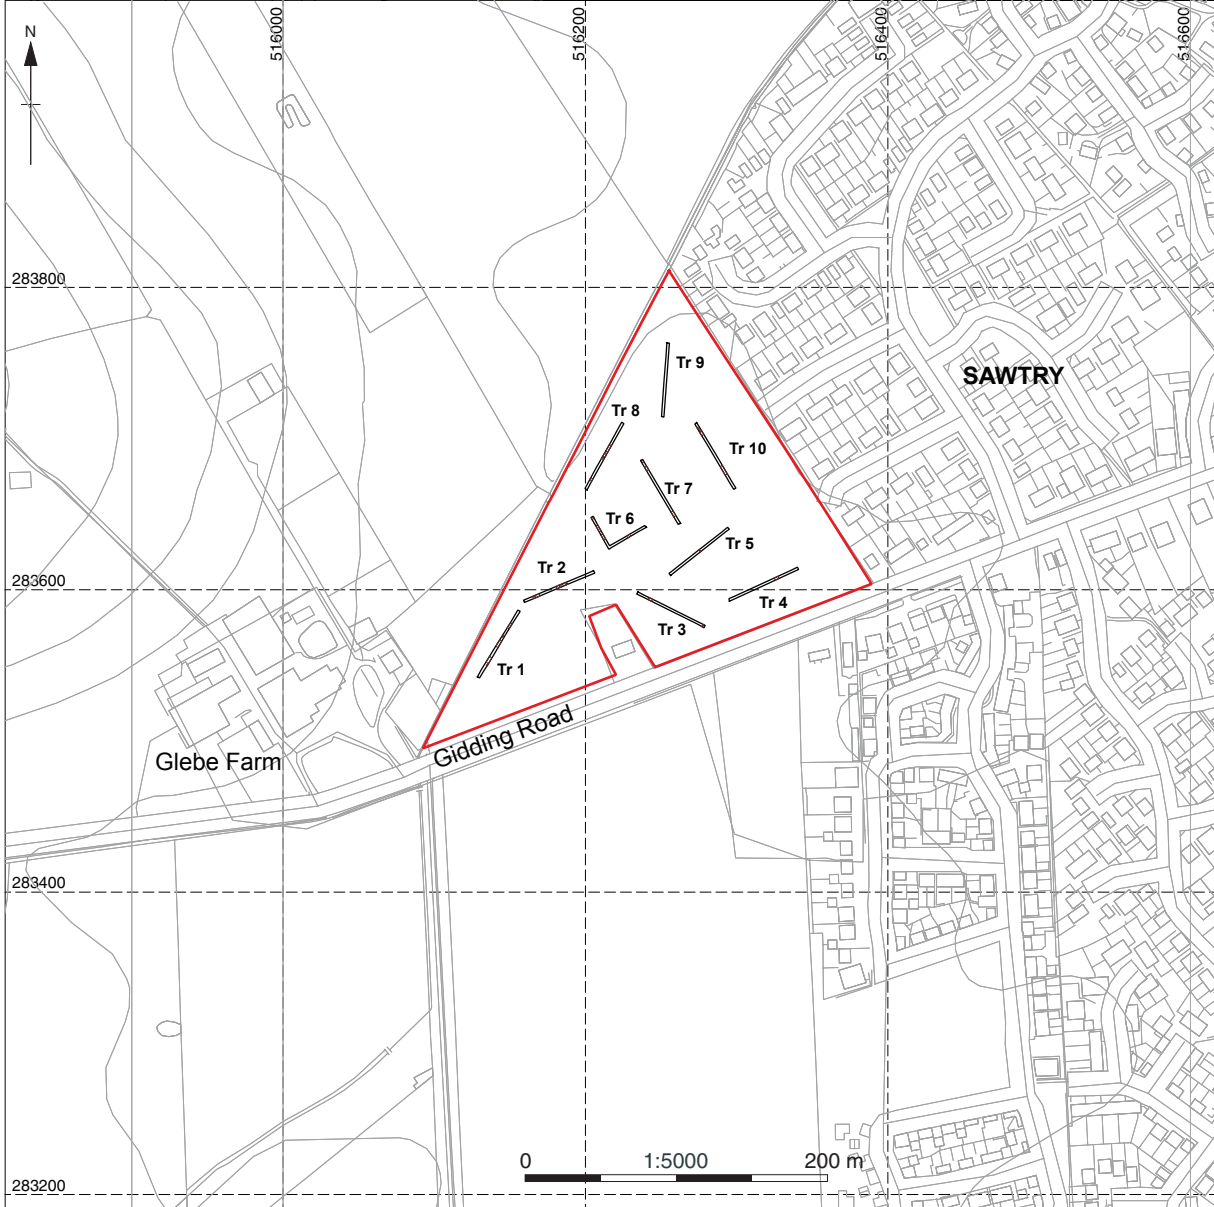 N
516000
516200
516400
516600
283800
Tr 9
SAWTRY
Tr 8
Tr 10
Tr 7
Tr 6
Tr 5
Tr 2
283600
Tr 4
Tr 3
Tr 1
Gidding Road
Glebe Farm
283400
0 1:5000 200 m
283200